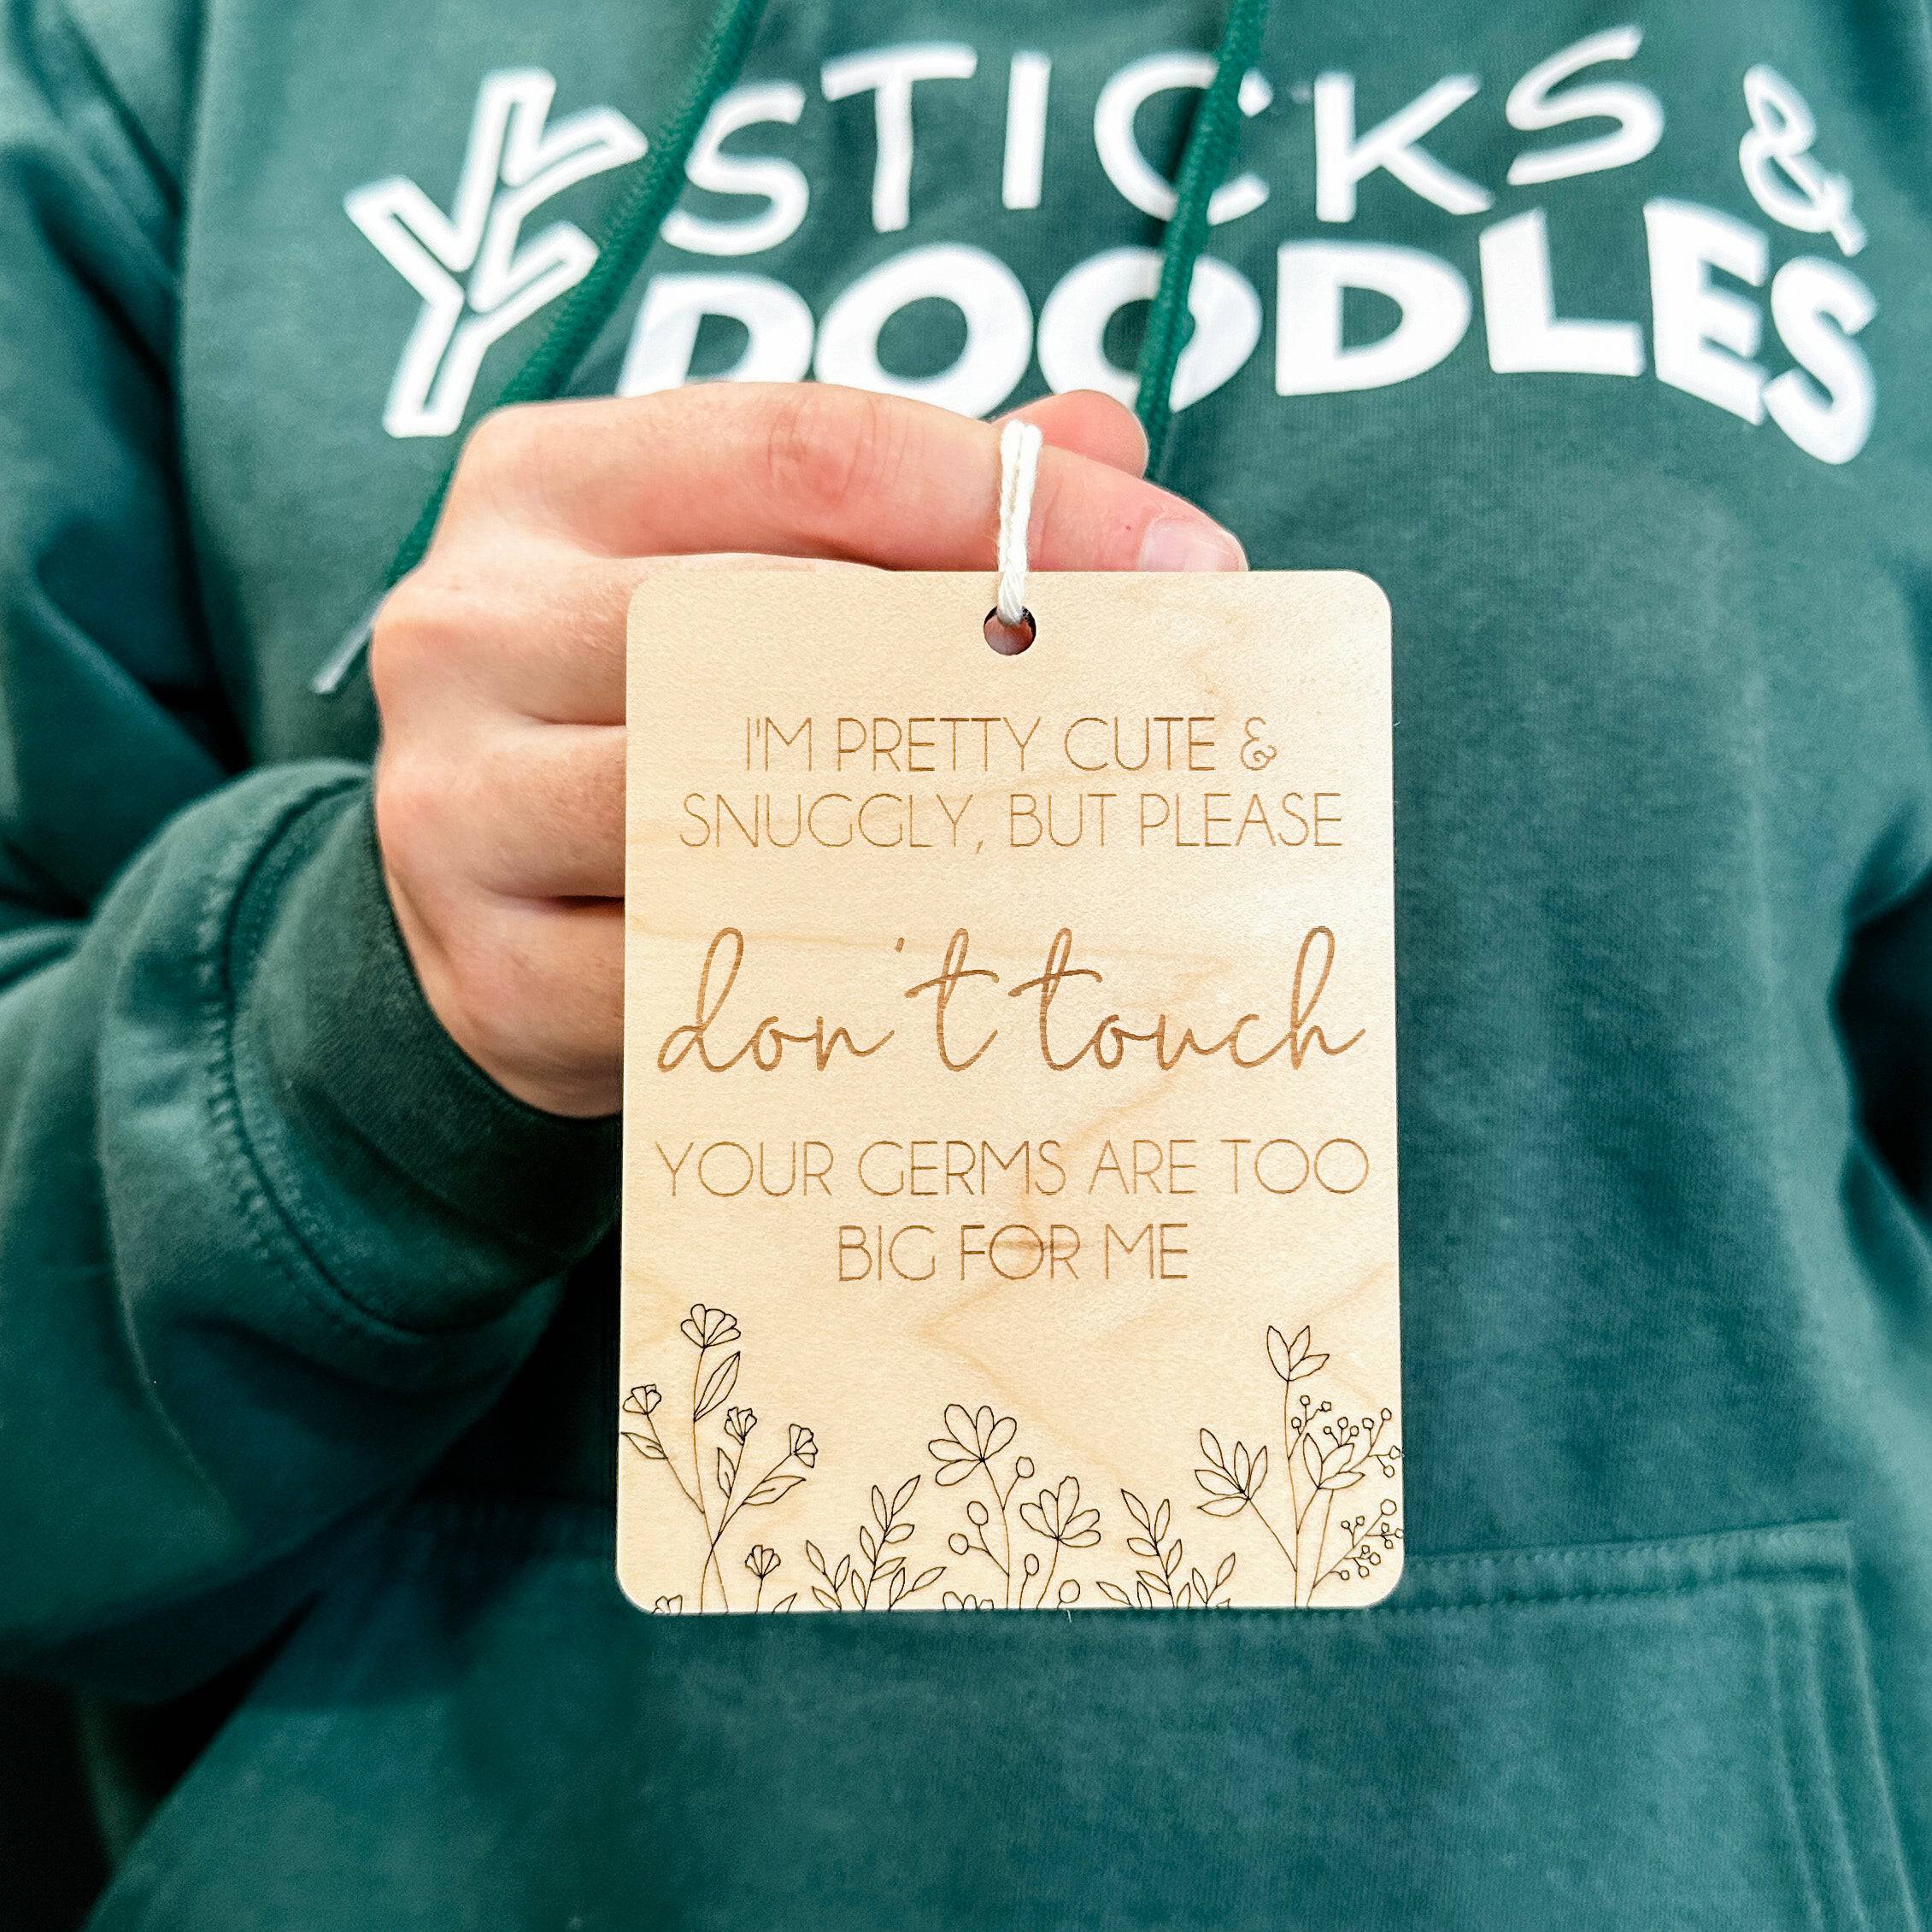 STICKS &
DOODLES
I'M PRETTY CUTE &
SNUGGLY, BUT PLEASE
don't touch
YOUR GERMS ARE TOO
BIG FOR ME